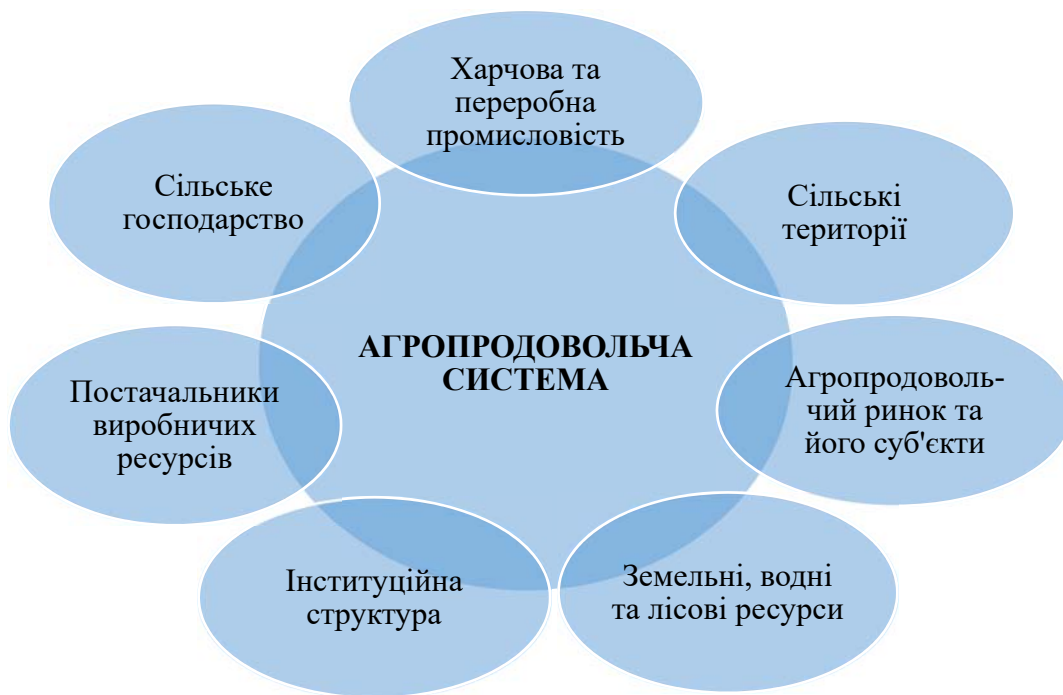 Харчова та
переробна
промисловість
Сільське
господарство
Сільські
території
АГРОПРОДОВОЛЬЧА
СИСТЕМА
Постачальники
виробничих
ресурсів
Агропродоволь-
чий ринок та
його суб'єкти
Інституційна
структура
Земельні, водні
та лісові ресурси